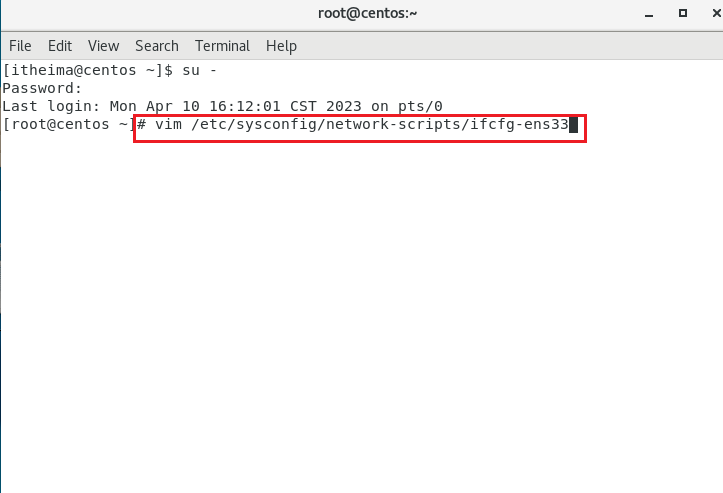 root@centos:~
File Edit View Search Terminal Help
[itheima@centos ~]$ su -
Password:
Last login: Mon Apr 10 16:12:01 CST 2023 on pts/0
[root@centos ~]# vim /etc/sysconfig/network-scripts/ifcfg-ens33